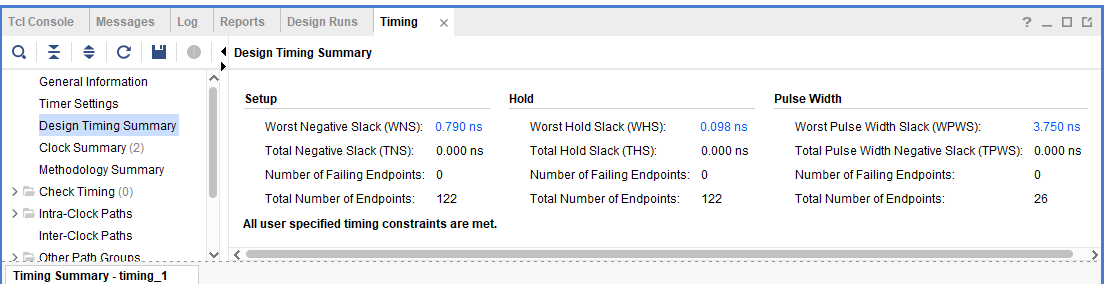 Tcl Console Messages Log Reports Design Runs Timing
Design Timing Summary
General Information
Timer Settings
Design Timing Summary
Clock Summary (2)
Methodology Summary
Check Timing (0)
Intra-Clock Paths
Inter-Clock Paths
Other Path Groups
Setup Hold Pulse Width
Worst Negative Slack (WNS): 0.790 ns Worst Hold Slack (WHS): 0.098 ns Worst Pulse Width Slack (WPWS): 3.750 ns
Total Negative Slack (TNS): 0.000 ns Total Hold Slack (THS): 0.000 ns Total Pulse Width Negative Slack (TPWS): 0.000 ns
Number of Failing Endpoints: 0 Number of Failing Endpoints: 0 Number of Failing Endpoints: 0
Total Number of Endpoints: 122 Total Number of Endpoints: 122 Total Number of Endpoints: 26
All user specified timing constraints are met.
Timing Summary - timing_1